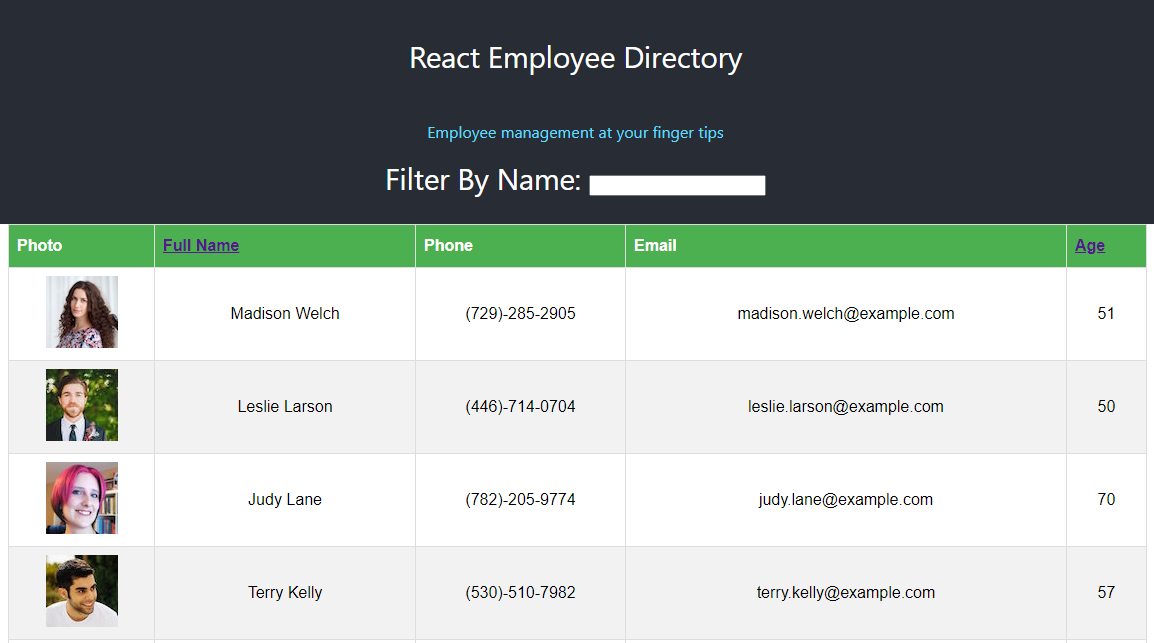 React Employee Directory
Employee management at your finger tips
Filter By Name:
Photo Full Name Phone Email Age
Madison Welch (729)-285-2905 madison.welch@example.com 51
Leslie Larson (446)-714-0704 leslie.larson@example.com 50
Judy Lane (782)-205-9774 judy.lane@example.com 70
Terry Kelly (530)-510-7982 terry.kelly@example.com 57